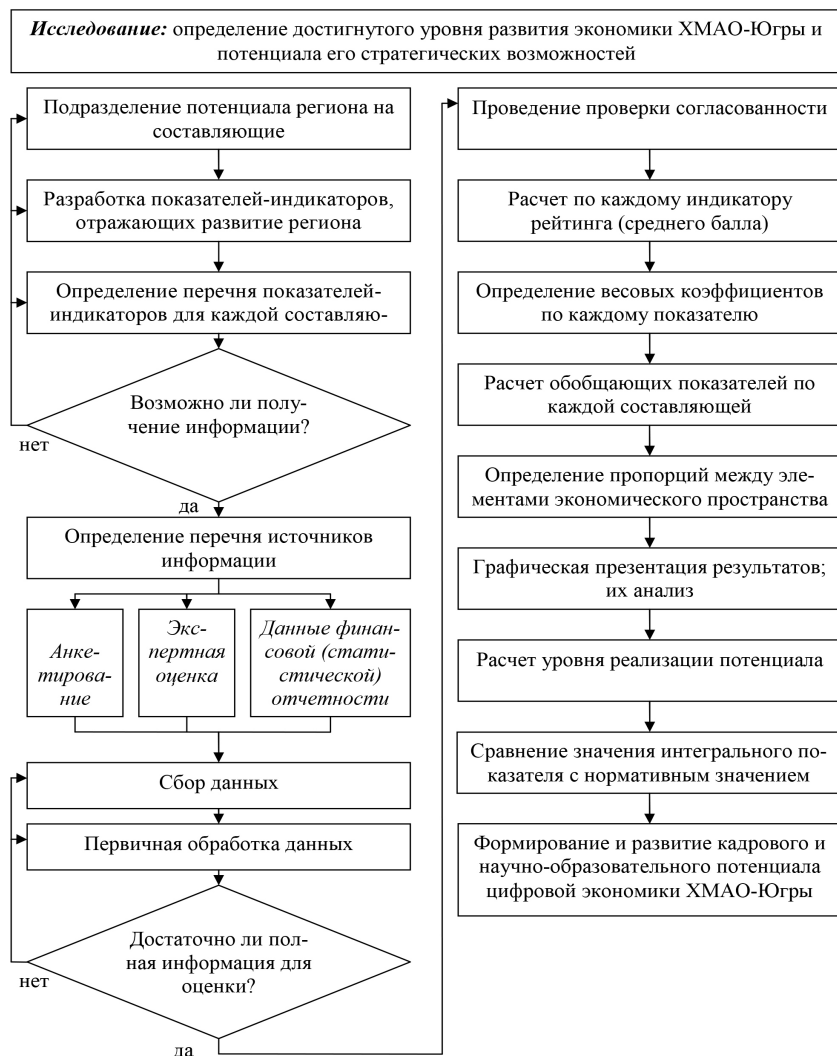 Исследование: определение достигнутого уровня развития экономики ХМАО-Югры и
потенциала его стратегических возможностей
Подразделение потенциала региона на
составляющие
Разработка показателей-индикаторов,
отражающих развитие региона
Определение перечня показателей-
индикаторов для каждой составляю-
Возможно ли полу-
чение информации?
нет
да
Определение перечня источников
информации
Анке-
тирова-
ние
Экс-
пертная
оценка
Данные финан-
совой (стати-
стической)
отчетности
Сбор данных
Первичная обработка данных
Достаточно ли пол-
ная информация для
оценки?
нет
да
Проведение проверки согласованности
Расчет по каждому индикатору
рейтинга (среднего балла)
Определение весовых коэффициентов
по каждому показателю
Расчет обобщающих показателей по
каждой составляющей
Определение пропорций между эле-
ментами экономического пространства
Графическая презентация результатов;
их анализ
Расчет уровня реализации потенциала
Сравнение значения интегрального по-
казателя с нормативным значением
Формирование и развитие кадрового и
научно-образовательного потенциала
цифровой экономики ХМАО-Югры